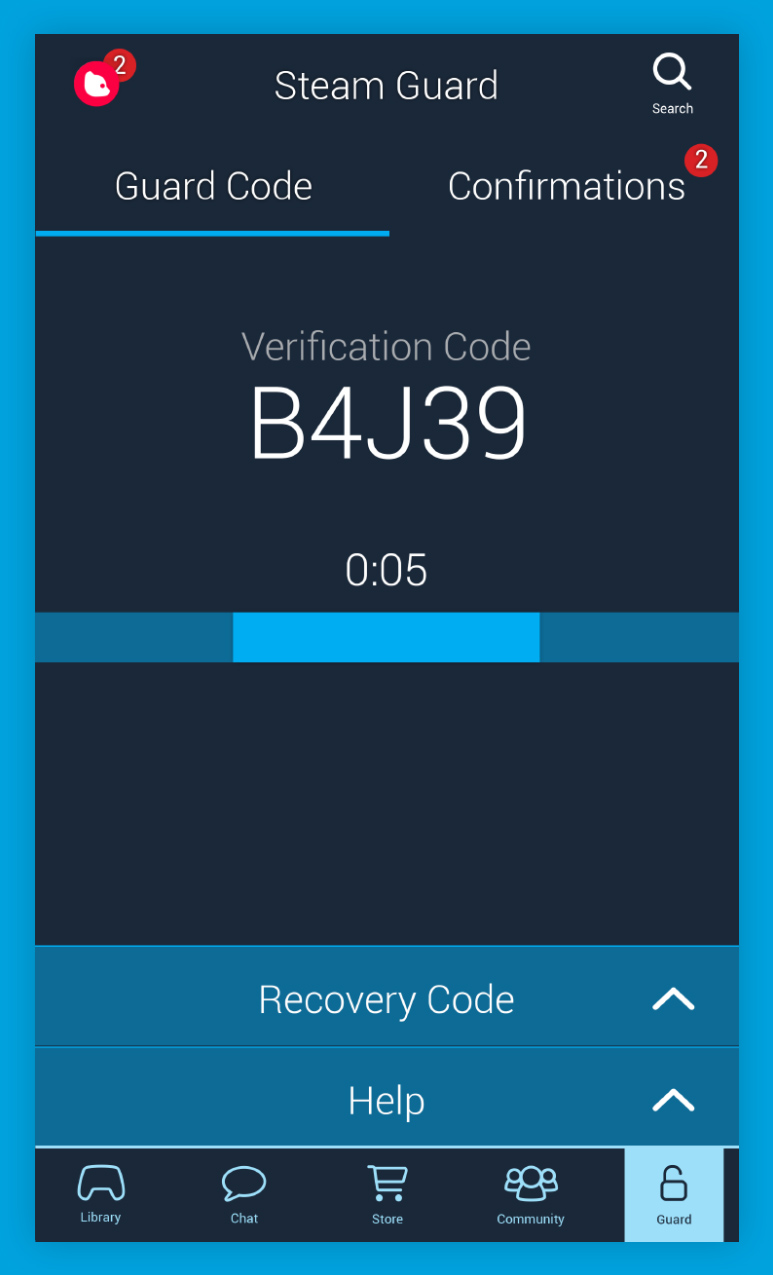 2
Steam Guard
Search
Guard Code
Confirmations
2
Verification Code
B4J39
0:05
Recovery Code
Help
Library
Chat
Store
Community
Guard